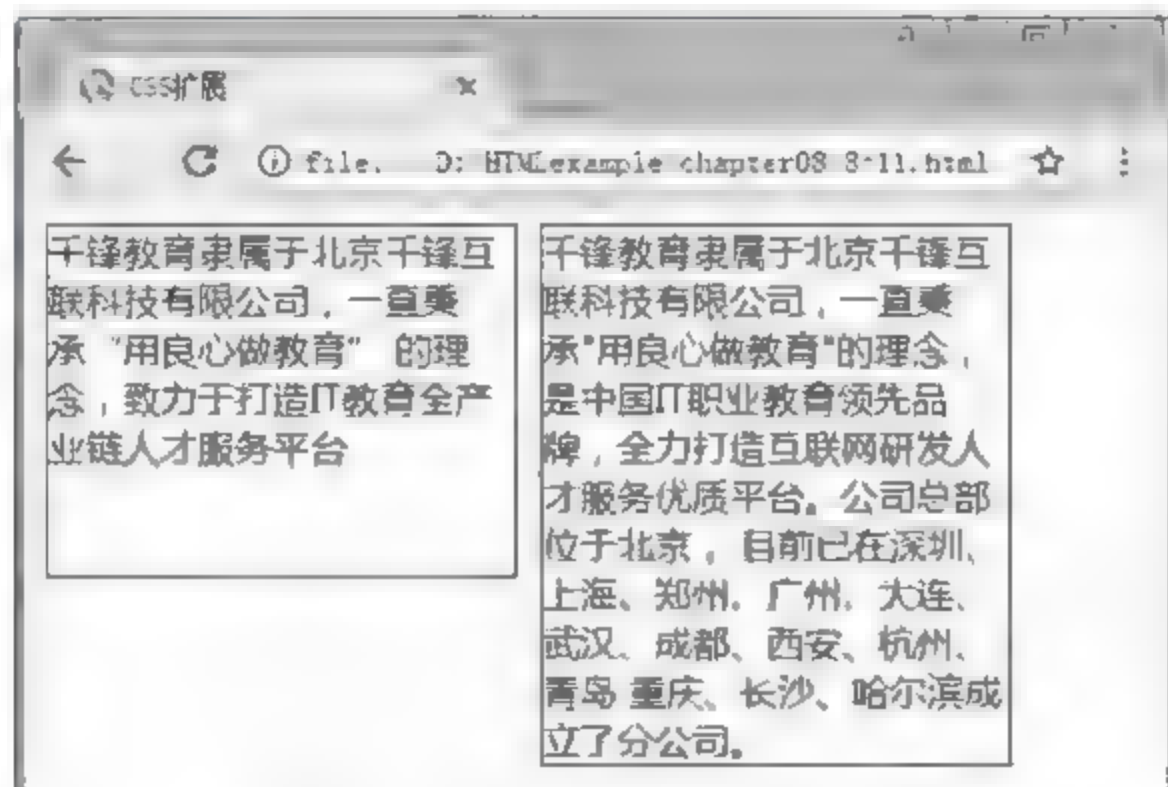 CSS扩展
file. D: HTMLexample chapter08 8-11.html
千锋教育隶属于北京千锋互
联科技有限公司，一直秉
承 "用良心做教育" 的理
念，致力于打造IT教育全产
业链人才服务平台
千锋教育隶属于北京千锋互
联科技有限公司，一直秉
承"用良心做教育"的理念，
是中国IT职业教育领先品
牌，全力打造互联网研发人
才服务优质平台。公司总部
位于北京，目前已在深圳、
上海、郑州、广州、大连、
武汉、成都、西安、杭州、
青岛 重庆、长沙、哈尔滨成
立了分公司。